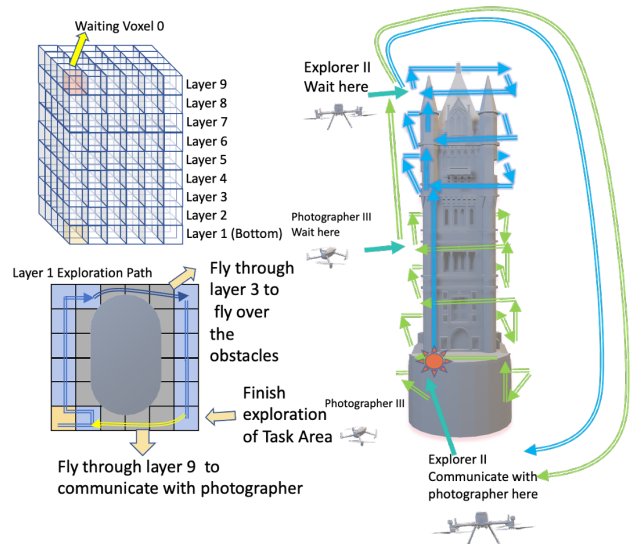 Waiting Voxel 0
Layer 9
Layer 8
Layer 7
Layer 6
Layer 5
Layer 4
Layer 3
Layer 2
Layer 1 (Bottom)
Layer 1 Exploration Path
Fly through
layer 3 to
fly over
the
obstacles
Finish
exploration
of Task Area
Fly through layer 9 to
communicate with photographer
Explorer II
Wait here
Photographer III
Wait here
Photographer III
Explorer II
Communicate with
photographer here